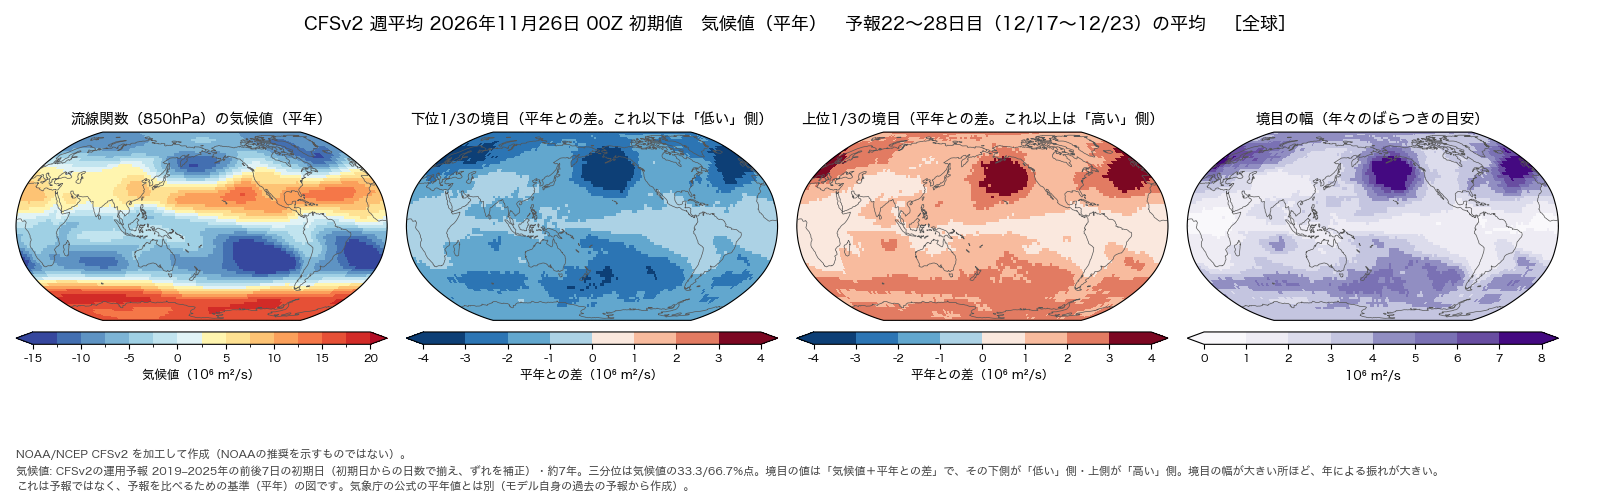 CFSv2 週平均 2026年11月26日 00Z 初期値　気候値（平年）　予報22～28日目（12/17～12/23）の平均　［全球］
流線関数（850hPa）の気候値（平年）
下位1/3の境目（平年との差。これ以下は「低い」側）
上位1/3の境目（平年との差。これ以上は「高い」側）
境目の幅（年々のばらつきの目安）
-15 -10 -5 0 5 10 15 20
-4 -3 -2 -1 0 1 2 3 4
-4 -3 -2 -1 0 1 2 3 4
0 1 2 3 4 5 6 7 8
気候値（10⁶ m²/s）
平年との差（10⁶ m²/s）
平年との差（10⁶ m²/s）
10⁶ m²/s
NOAA/NCEP CFSv2 を加工して作成（NOAAの推奨を示すものではない）。
気候値: CFSv2の運用予報 2019–2025年の前後7日の初期日（初期日からの日数で揃え、ずれを補正）・約7年。三分位は気候値の33.3/66.7%点。境目の値は「気候値＋平年との差」で、その下側が「低い」側・上側が「高い」側。境目の幅が大きい所ほど、年による振れが大きい。
これは予報ではなく、予報を比べるための基準（平年）の図です。気象庁の公式の平年値とは別（モデル自身の過去の予報から作成）。